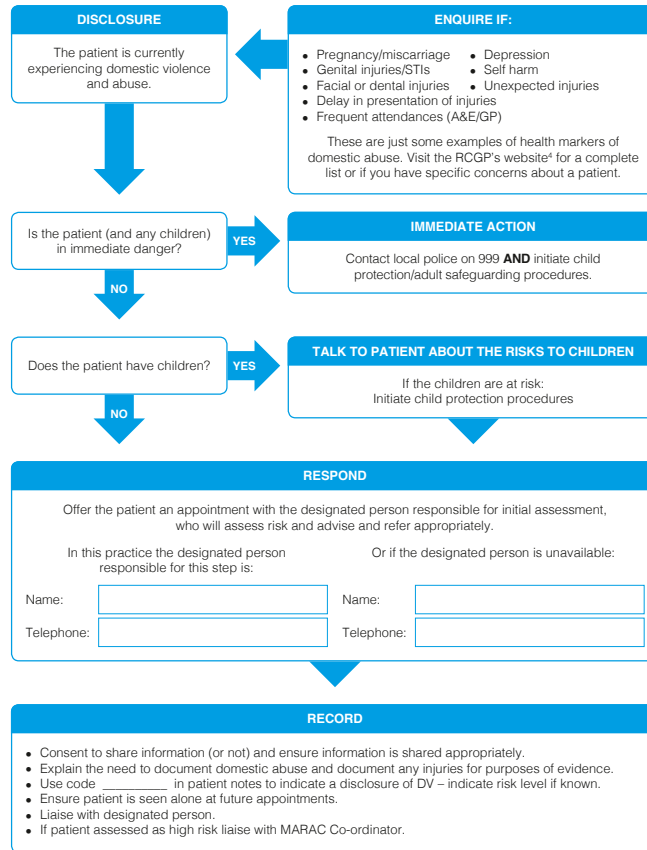 DISCLOSURE
The patient is currently
experiencing domestic violence
and abuse.
ENQUIRE IF:
• Pregnancy/miscarriage
• Genital injuries/STIs
• Facial or dental injuries
• Depression
• Self harm
• Unexpected injuries
• Delay in presentation of injuries
• Frequent attendances (A&E/GP)
These are just some examples of health markers of
domestic abuse. Visit the RCGP's website⁴ for a complete
list or if you have specific concerns about a patient.
Is the patient (and any children)
in immediate danger?
YES
IMMEDIATE ACTION
Contact local police on 999 AND initiate child
protection/adult safeguarding procedures.
NO
Does the patient have children?
YES
TALK TO PATIENT ABOUT THE RISKS TO CHILDREN
If the children are at risk:
Initiate child protection procedures
NO
RESPOND
Offer the patient an appointment with the designated person responsible for initial assessment,
who will assess risk and advise and refer appropriately.
In this practice the designated person
responsible for this step is:
Name:
Telephone:
Or if the designated person is unavailable:
Name:
Telephone:
RECORD
• Consent to share information (or not) and ensure information is shared appropriately.
• Explain the need to document domestic abuse and document any injuries for purposes of evidence.
• Use code _________ in patient notes to indicate a disclosure of DV – indicate risk level if known.
• Ensure patient is seen alone at future appointments.
• Liaise with designated person.
• If patient assessed as high risk liaise with MARAC Co-ordinator.